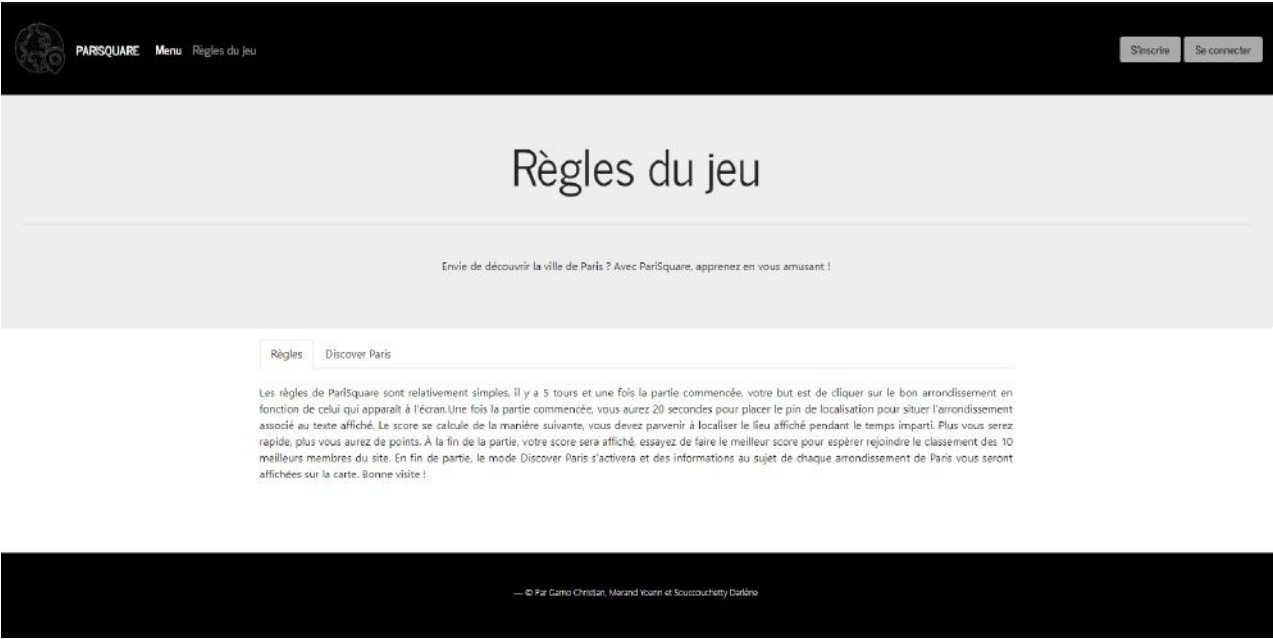 PARISQUARE Menu Règles du jeu S'inscrire Se connecter
Règles du jeu
Envie de découvrir la ville de Paris ? Avec PariSquare, apprenez en vous amusant !
Règles Discover Paris
Les règles de PariSquare sont relativement simples, il y a 5 tours et une fois la partie commencée, votre but est de cliquer sur le bon arrondissement en
fonction de celui qui apparaît à l'écran.Une fois la partie commencée, vous aurez 20 secondes pour placer le pin de localisation pour situer l'arrondissement
associé au texte affiché. Le score se calcule de la manière suivante, vous devez parvenir à localiser le lieu affiché pendant le temps imparti. Plus vous serez
rapide, plus vous aurez de points. À la fin de la partie, votre score sera affiché, essayez de faire le meilleur score pour espérer rejoindre le classement des 10
meilleurs membres du site. En fin de partie, le mode Discover Paris s'activera et des informations au sujet de chaque arrondissement de Paris vous seront
affichées sur la carte. Bonne visite !
— © Par Gamo Christian, Morand Yoann et Souccouchetty Darlène